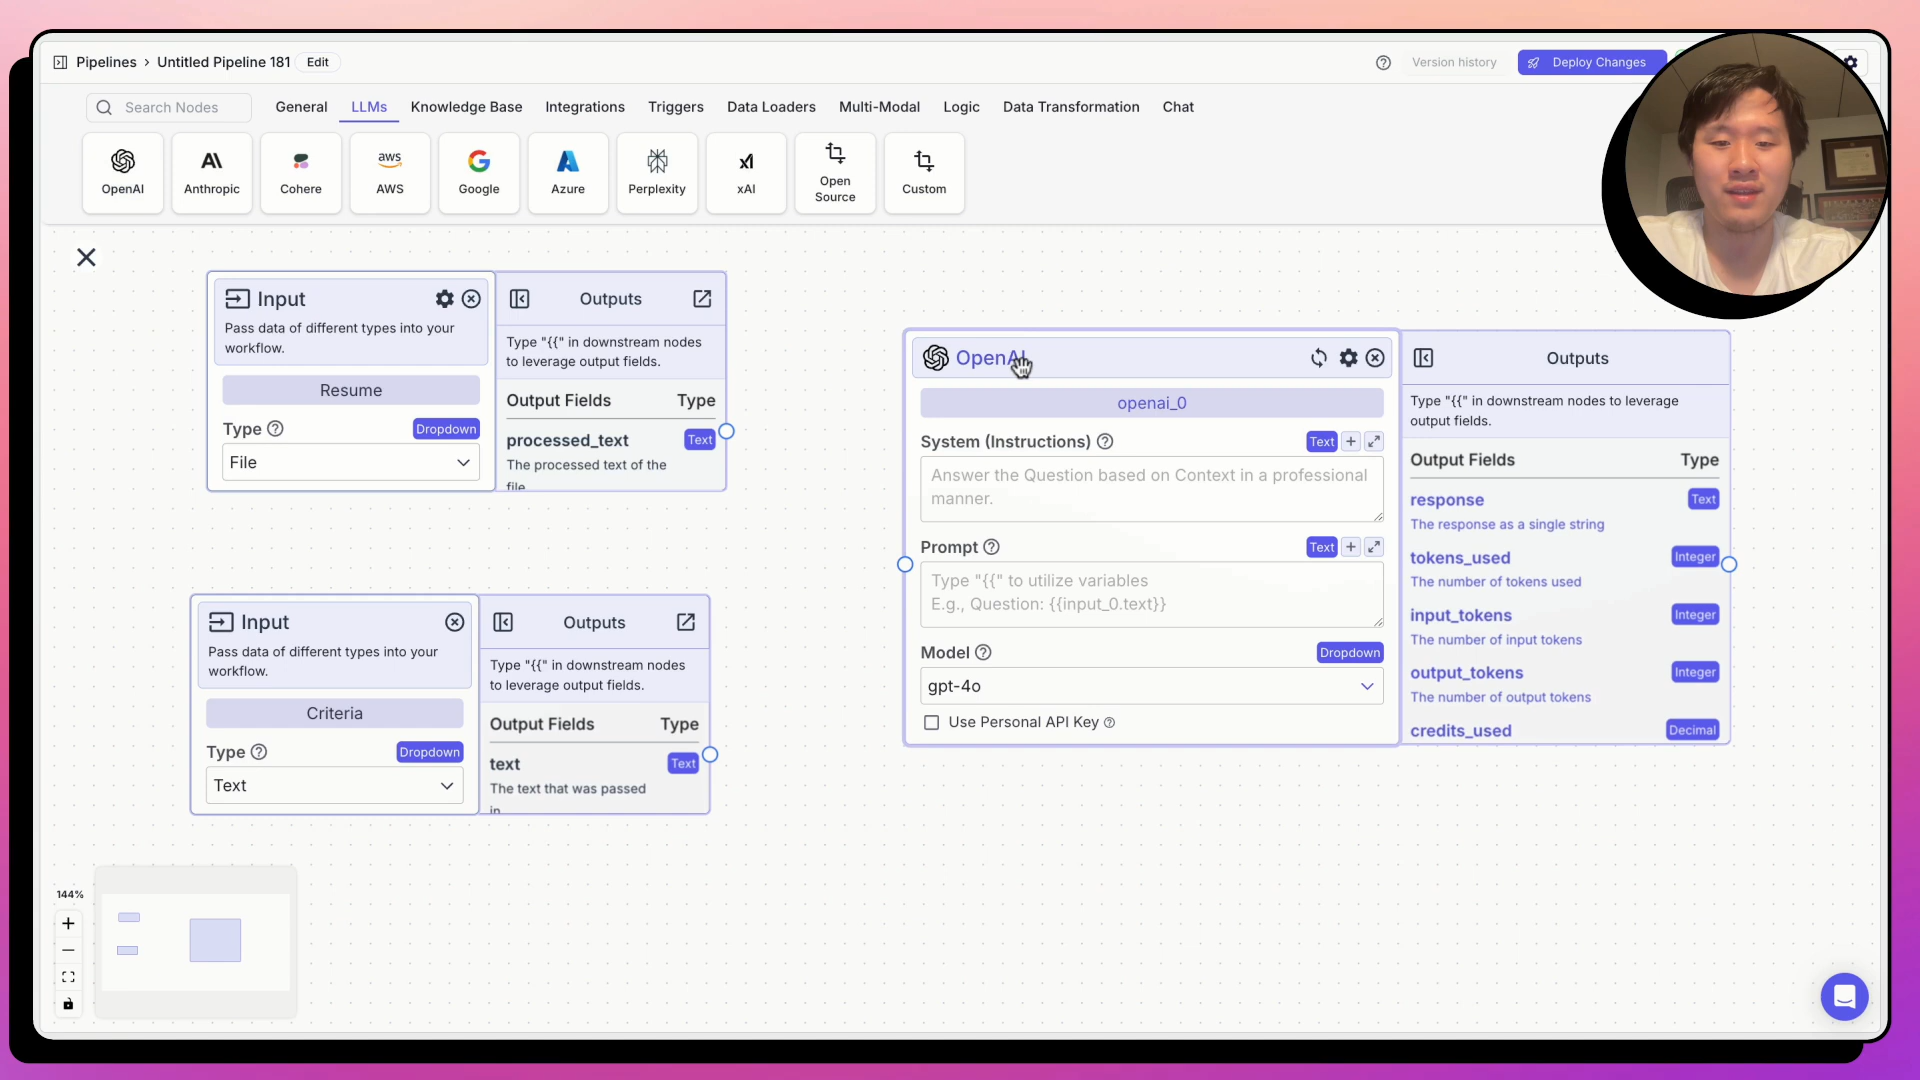 Pipelines › Untitled Pipeline 181 Edit
Version history
Deploy Changes
Search Nodes
General LLMs Knowledge Base Integrations Triggers Data Loaders Multi-Modal Logic Data Transformation Chat
OpenAI
Anthropic
Cohere
aws
AWS
Google
Azure
Perplexity
xAI
Open
Source
Custom
Input
Pass data of different types into your
workflow.
Resume
Type
Dropdown
File
Outputs
Type "{{" in downstream nodes
to leverage output fields.
Output Fields Type
processed_text Text
The processed text of the
file
Input
Pass data of different types into your
workflow.
Criteria
Type
Dropdown
Text
Outputs
Type "{{" in downstream nodes
to leverage output fields.
Output Fields Type
text Text
The text that was passed
in
OpenAI
openai_0
System (Instructions) Text
Answer the Question based on Context in a professional
manner.
Prompt Text
Type "{{" to utilize variables
E.g., Question: {{input_0.text}}
Model Dropdown
gpt-4o
Use Personal API Key
Outputs
Type "{{" in downstream nodes to leverage
output fields.
Output Fields Type
response Text
The response as a single string
tokens_used Integer
The number of tokens used
input_tokens Integer
The number of input tokens
output_tokens Integer
The number of output tokens
credits_used Decimal
144%